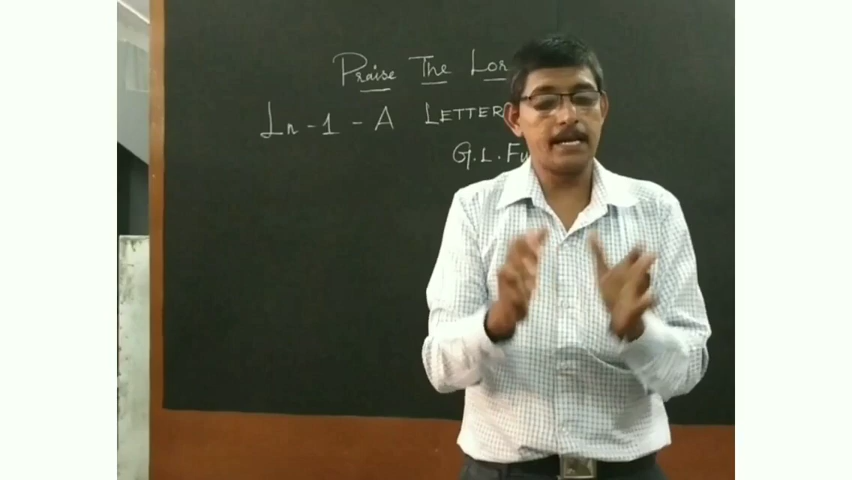 Praise The Lor
Ln - 1 - A LETTER
G.L. Fu